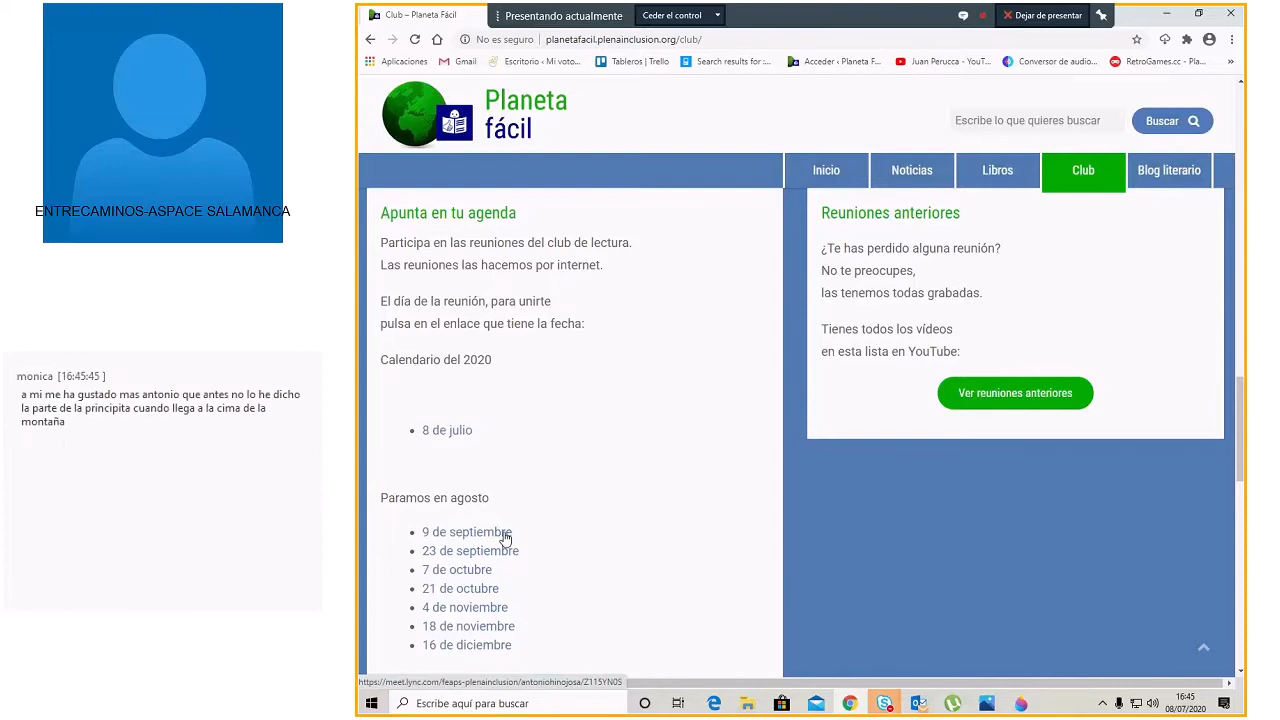 Club – Planeta Fácil
Presentando actualmente
Ceder el control
Dejar de presentar
No es seguro
planetafacil.plenainclusion.org/club/
Aplicaciones
Gmail
Escritorio ‹ Mi voto...
Tableros | Trello
Search results for :...
Acceder ‹ Planeta F...
Juan Perucca - YouT...
Conversor de audio...
RetroGames.cc - Pla...
Planeta
fácil
Escribe lo que quieres buscar
Buscar
Inicio
Noticias
Libros
Club
Blog literario
ENTRECAMINOS-ASPACE SALAMANCA
monica [16:45:45 ]
a mi me ha gustado mas antonio que antes no lo he dicho
la parte de la principita cuando llega a la cima de la
montaña
Apunta en tu agenda
Participa en las reuniones del club de lectura.
Las reuniones las hacemos por internet.
El día de la reunión, para unirte
pulsa en el enlace que tiene la fecha:
Calendario del 2020
• 8 de julio
Paramos en agosto
• 9 de septiembre
• 23 de septiembre
• 7 de octubre
• 21 de octubre
• 4 de noviembre
• 18 de noviembre
• 16 de diciembre
Reuniones anteriores
¿Te has perdido alguna reunión?
No te preocupes,
las tenemos todas grabadas.
Tienes todos los vídeos
en esta lista en YouTube:
Ver reuniones anteriores
https://meet.lync.com/feaps-plenainclusion/antoniohinojosa/Z115YN0S
Escribe aquí para buscar
16:45
08/07/2020